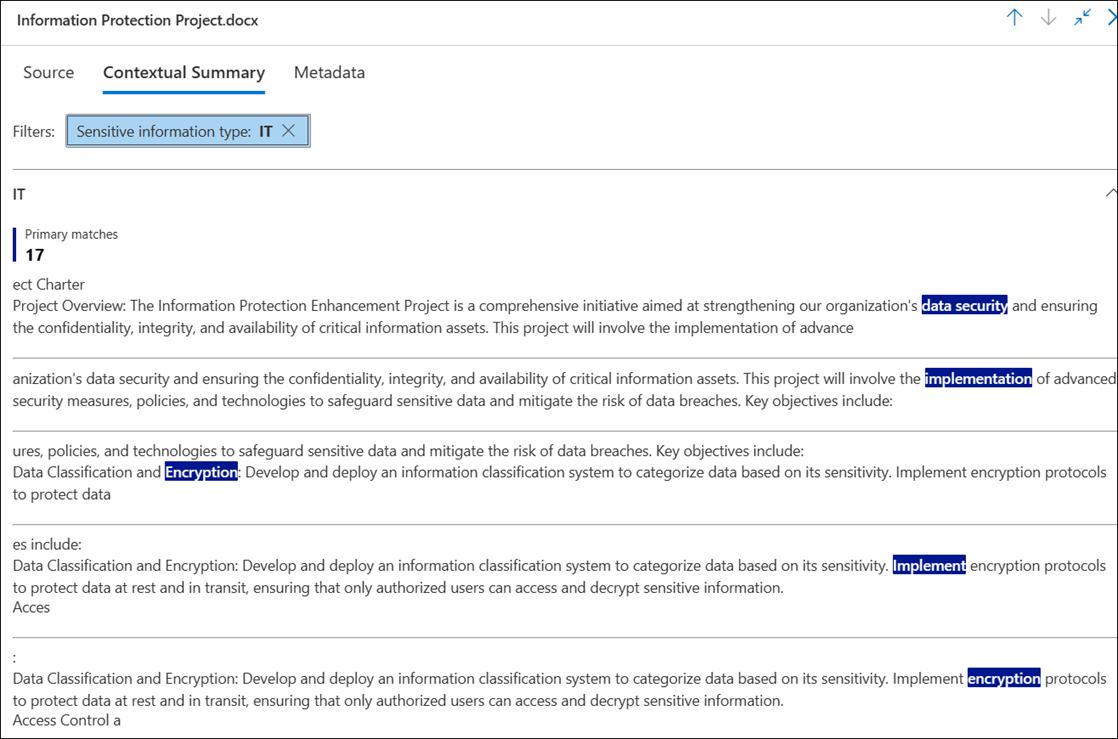 Information Protection Project.docx
Source Contextual Summary Metadata
Filters: Sensitive information type: IT
IT
Primary matches
17
ect Charter
Project Overview: The Information Protection Enhancement Project is a comprehensive initiative aimed at strengthening our organization's data security and ensuring
the confidentiality, integrity, and availability of critical information assets. This project will involve the implementation of advance
anization's data security and ensuring the confidentiality, integrity, and availability of critical information assets. This project will involve the implementation of advanced
security measures, policies, and technologies to safeguard sensitive data and mitigate the risk of data breaches. Key objectives include:
ures, policies, and technologies to safeguard sensitive data and mitigate the risk of data breaches. Key objectives include:
Data Classification and Encryption: Develop and deploy an information classification system to categorize data based on its sensitivity. Implement encryption protocols
to protect data
es include:
Data Classification and Encryption: Develop and deploy an information classification system to categorize data based on its sensitivity. Implement encryption protocols
to protect data at rest and in transit, ensuring that only authorized users can access and decrypt sensitive information.
Acces
:
Data Classification and Encryption: Develop and deploy an information classification system to categorize data based on its sensitivity. Implement encryption protocols
to protect data at rest and in transit, ensuring that only authorized users can access and decrypt sensitive information.
Access Control a